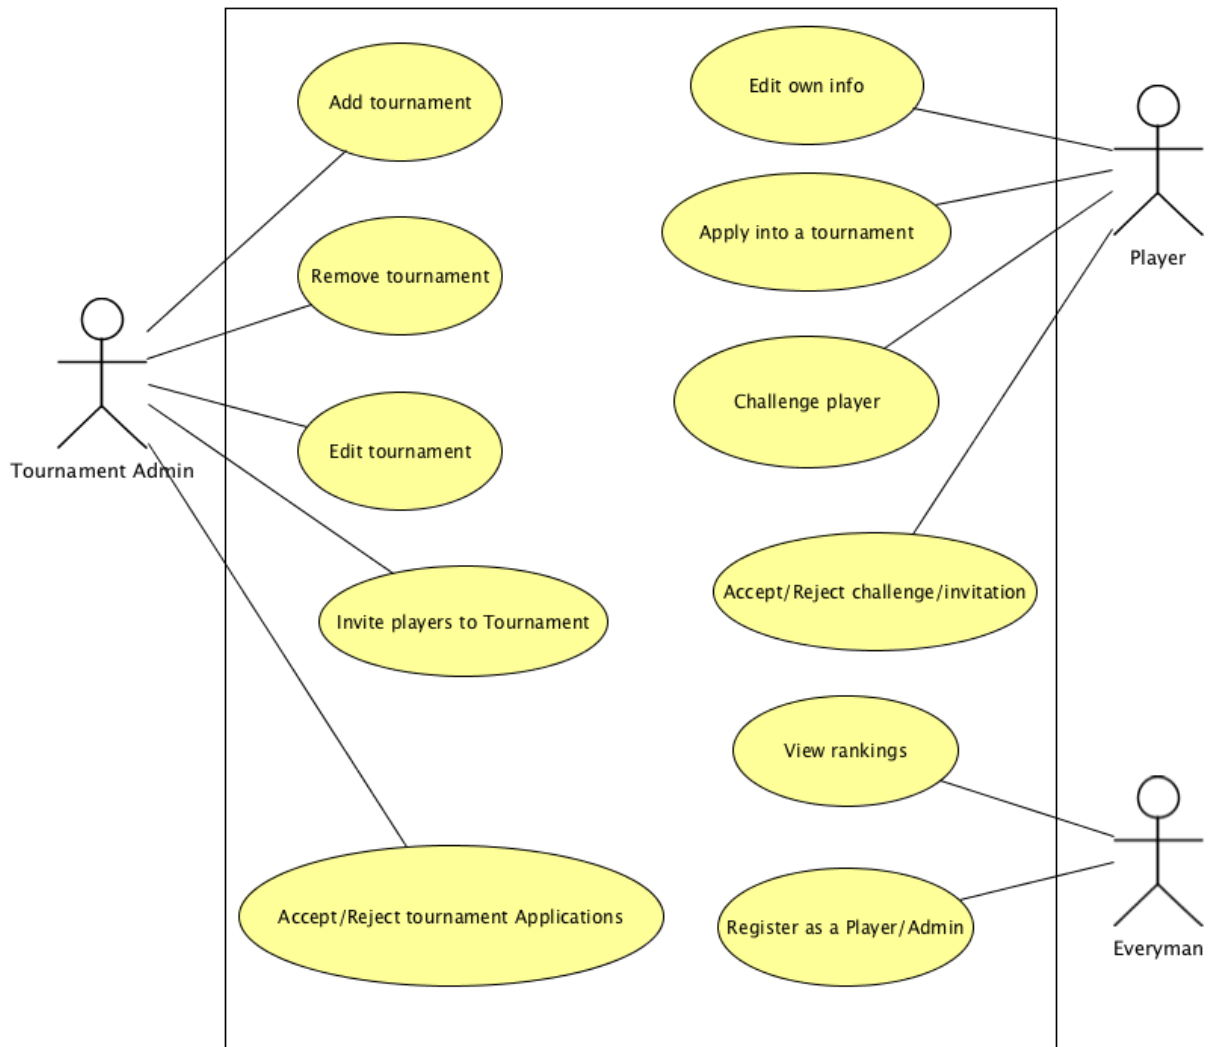 Add tournament
Edit own info
Apply into a tournament
Player
Remove tournament
Challenge player
Edit tournament
Tournament Admin
Accept/Reject challenge/invitation
Invite players to Tournament
View rankings
Accept/Reject tournament Applications
Register as a Player/Admin
Everyman